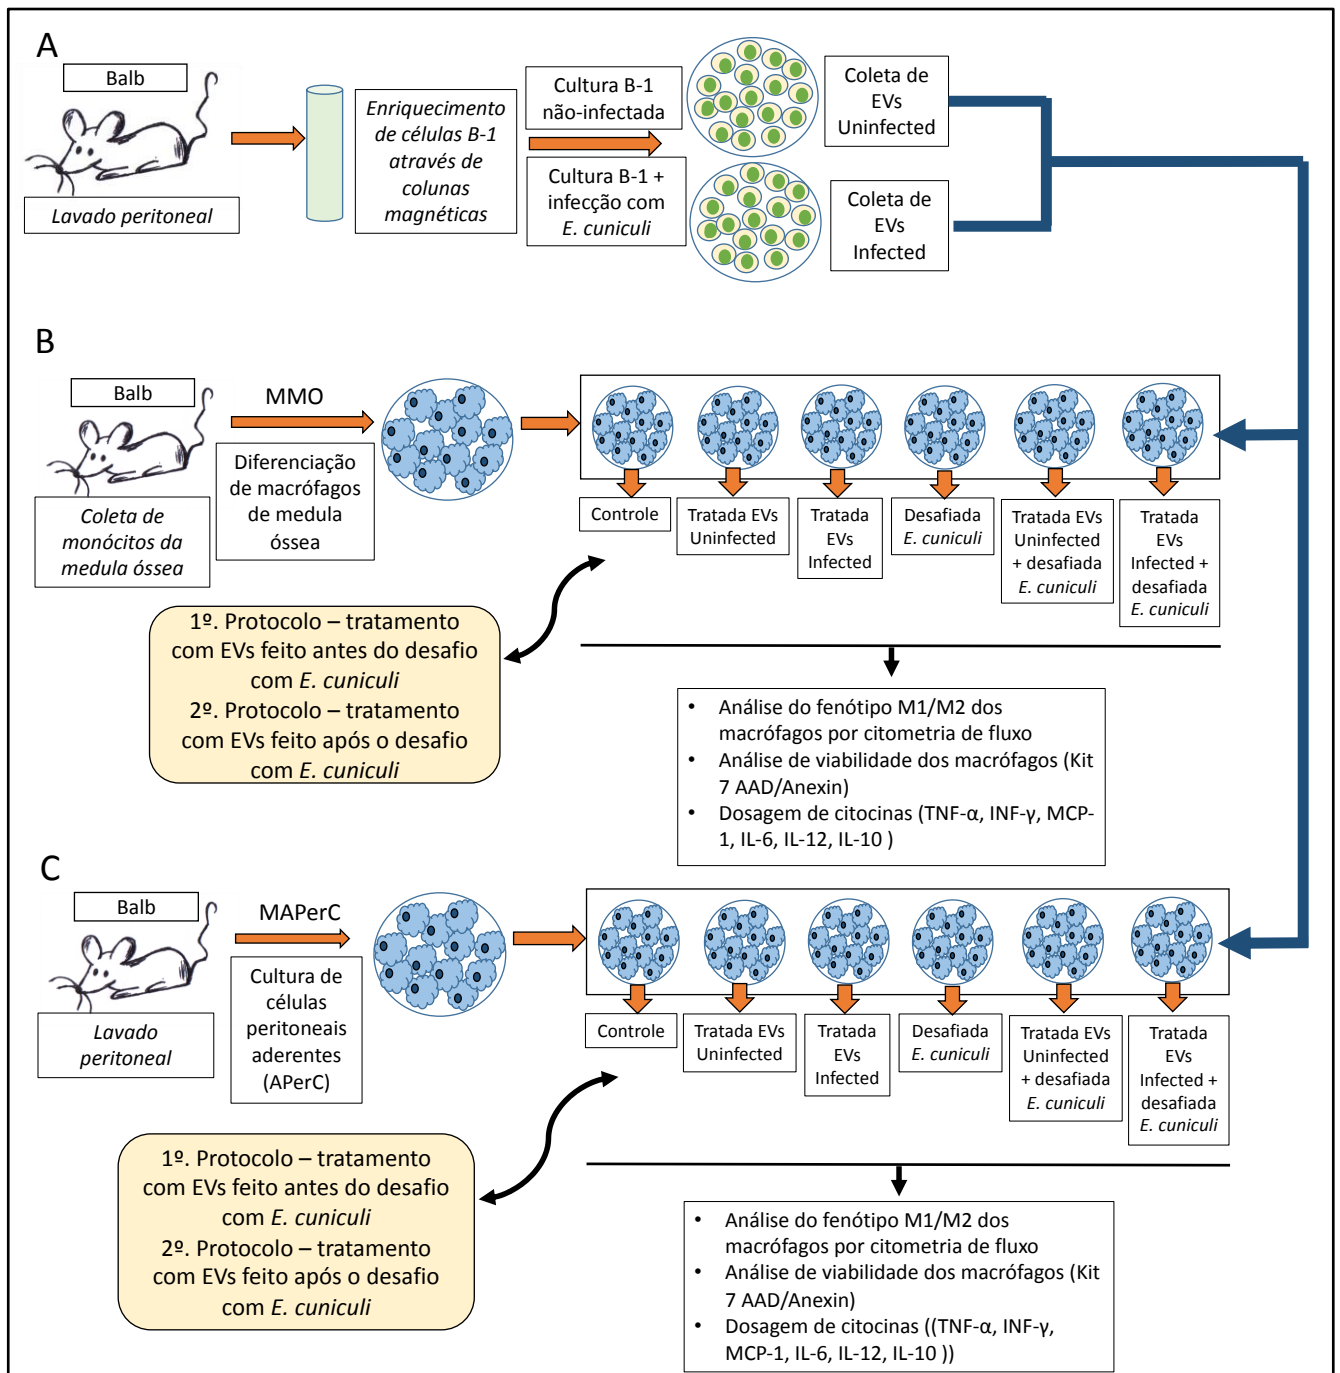 A
Balb
Lavado peritoneal
Enriquecimento
de células B-1
através de
colunas
magnéticas
Cultura B-1
não-infectada
Cultura B-1 +
infecção com
E. cuniculi
Coleta de
EVs
Uninfected
Coleta de
EVs
Infected
B
Balb
Coleta de
monócitos da
medula óssea
MMO
Diferenciação
de macrófagos
de medula
óssea
Controle
Tratada EVs
Uninfected
Tratada
EVs
Infected
Desafiada
E. cuniculi
Tratada EVs
Uninfected
+ desafiada
E. cuniculi
Tratada
EVs
Infected +
desafiada
E. cuniculi
1º. Protocolo – tratamento
com EVs feito antes do desafio
com E. cuniculi
2º. Protocolo – tratamento
com EVs feito após o desafio
com E. cuniculi
• Análise do fenótipo M1/M2 dos
macrófagos por citometria de fluxo
• Análise de viabilidade dos macrófagos (Kit
7 AAD/Anexin)
• Dosagem de citocinas (TNF-α, INF-γ, MCP-
1, IL-6, IL-12, IL-10 )
C
Balb
Lavado
peritoneal
MAPerC
Cultura de
células
peritoneais
aderentes
(APerC)
Controle
Tratada EVs
Uninfected
Tratada
EVs
Infected
Desafiada
E. cuniculi
Tratada EVs
Uninfected
+ desafiada
E. cuniculi
Tratada
EVs
Infected +
desafiada
E. cuniculi
1º. Protocolo – tratamento
com EVs feito antes do desafio
com E. cuniculi
2º. Protocolo – tratamento
com EVs feito após o desafio
com E. cuniculi
• Análise do fenótipo M1/M2 dos
macrófagos por citometria de fluxo
• Análise de viabilidade dos macrófagos (Kit
7 AAD/Anexin)
• Dosagem de citocinas ((TNF-α, INF-γ,
MCP-1, IL-6, IL-12, IL-10 ))